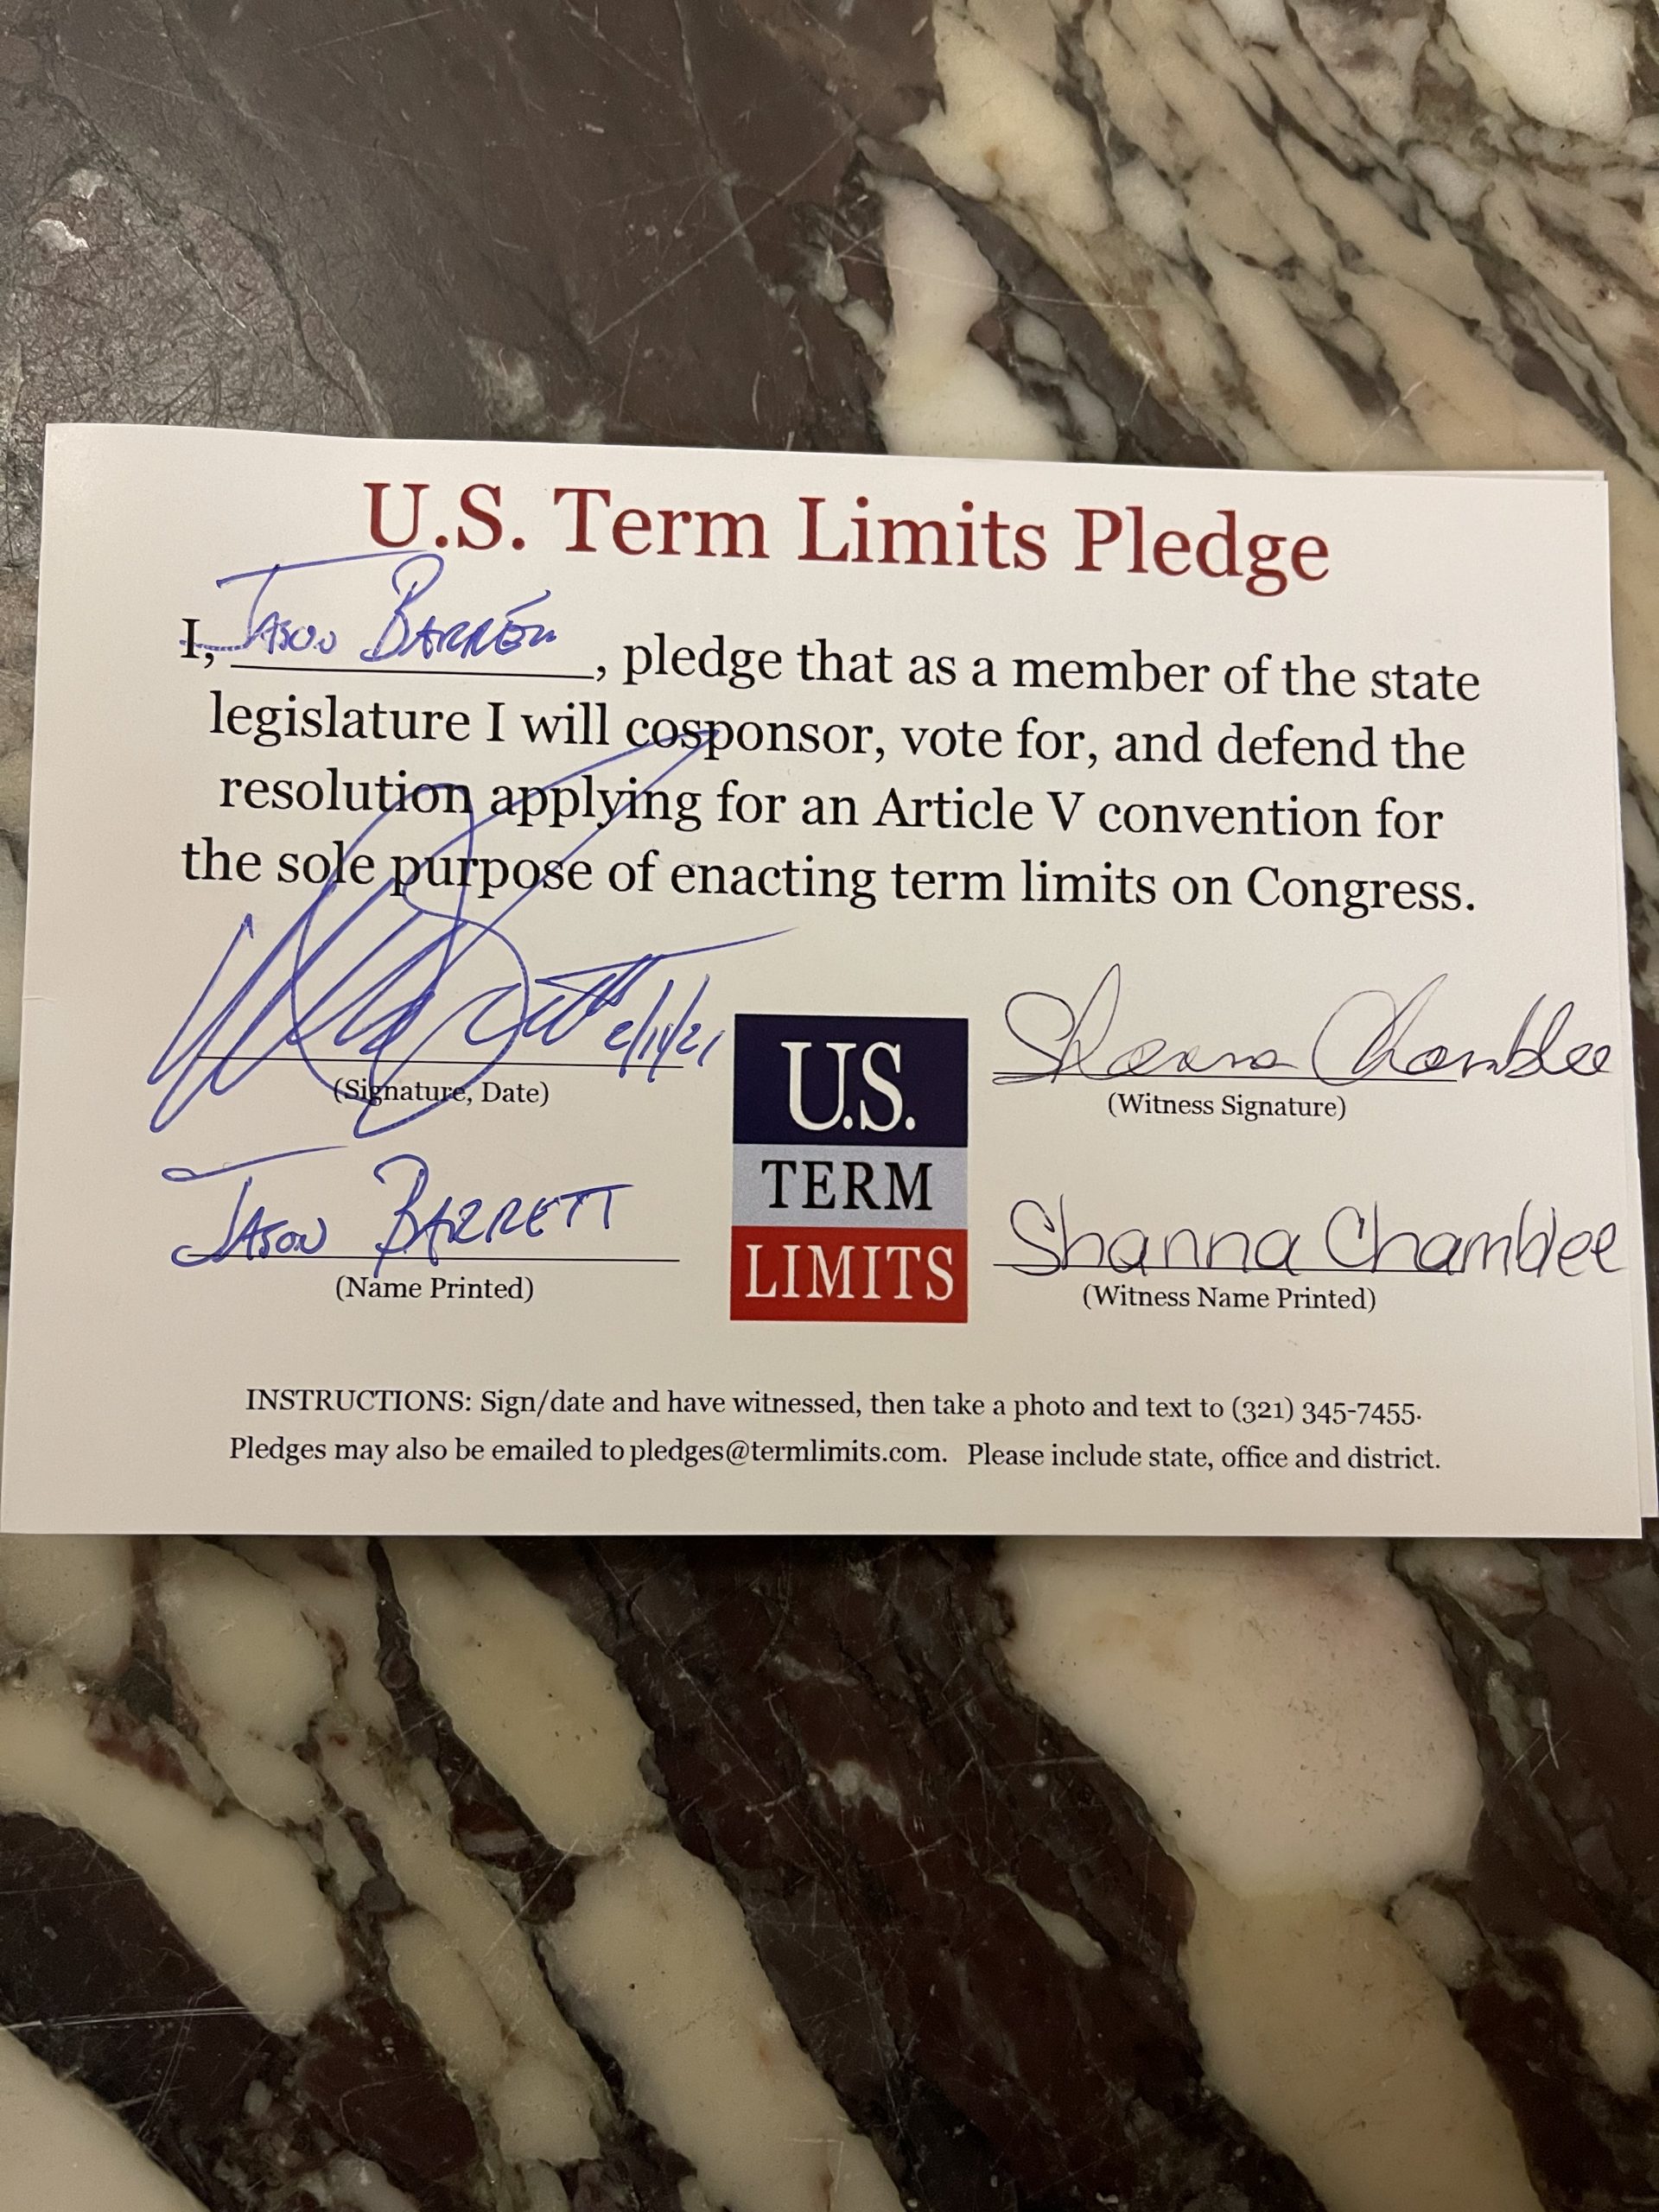 U.S. Term Limits Pledge
I, Jason Barrett, pledge that as a member of the state
legislature I will cosponsor, vote for, and defend the
resolution applying for an Article V convention for
the sole purpose of enacting term limits on Congress.
(Signature, Date)
JASON BARRETT
(Name Printed)
U.S.
TERM
LIMITS
Shanna Chamblee
(Witness Signature)
Shanna Chamblee
(Witness Name Printed)
INSTRUCTIONS: Sign/date and have witnessed, then take a photo and text to (321) 345-7455.
Pledges may also be emailed to pledges@termlimits.com. Please include state, office and district.